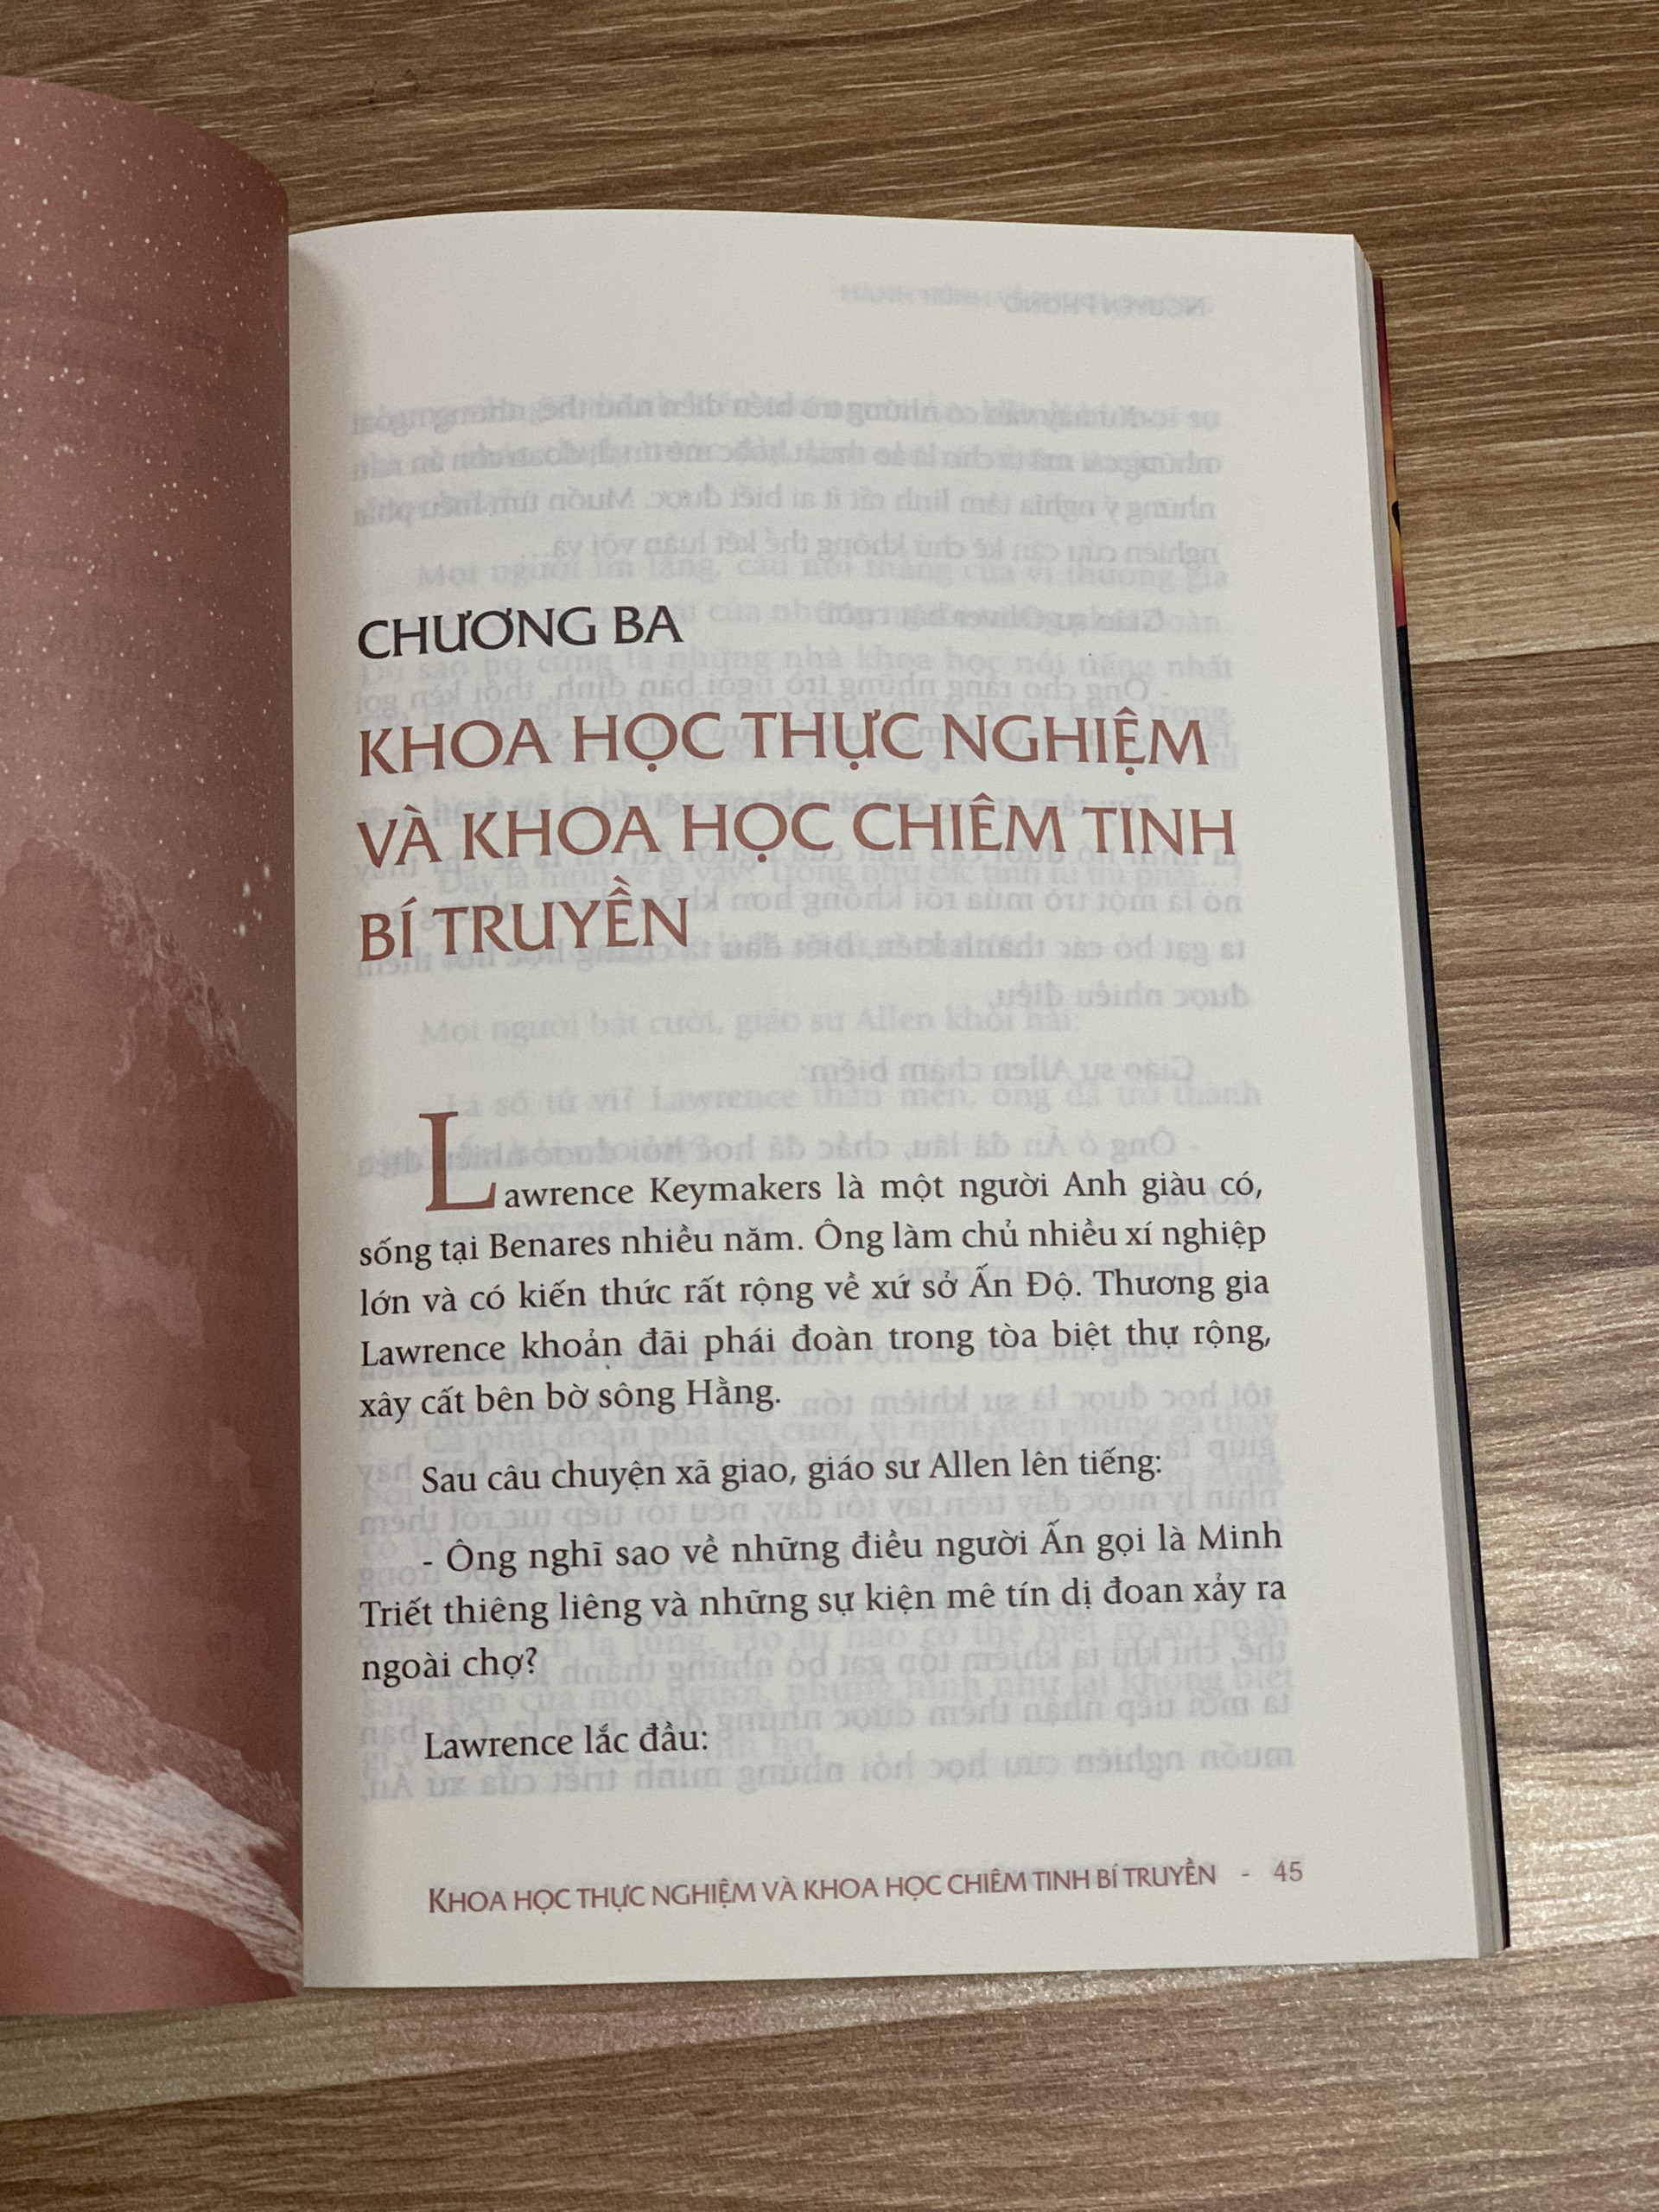 CHƯƠNG BA
KHOA HỌC THỰC NGHIỆM
VÀ KHOA HỌC CHIÊM TINH
BÍ TRUYỀN
Lawrence Keymakers là một người Anh giàu có,
sống tại Benares nhiều năm. Ông làm chủ nhiều xí nghiệp
lớn và có kiến thức rất rộng về xứ sở Ấn Độ. Thương gia
Lawrence khoản đãi phái đoàn trong tòa biệt thự rộng,
xây cất bên bờ sông Hằng.
Sau câu chuyện xã giao, giáo sư Allen lên tiếng:
- Ông nghĩ sao về những điều người Ấn gọi là Minh
Triết thiêng liêng và những sự kiện mê tín dị đoan xảy ra
ngoài chợ?
Lawrence lắc đầu:
KHOA HỌC THỰC NGHIỆM VÀ KHOA HỌC CHIÊM TINH BÍ TRUYỀN - 45